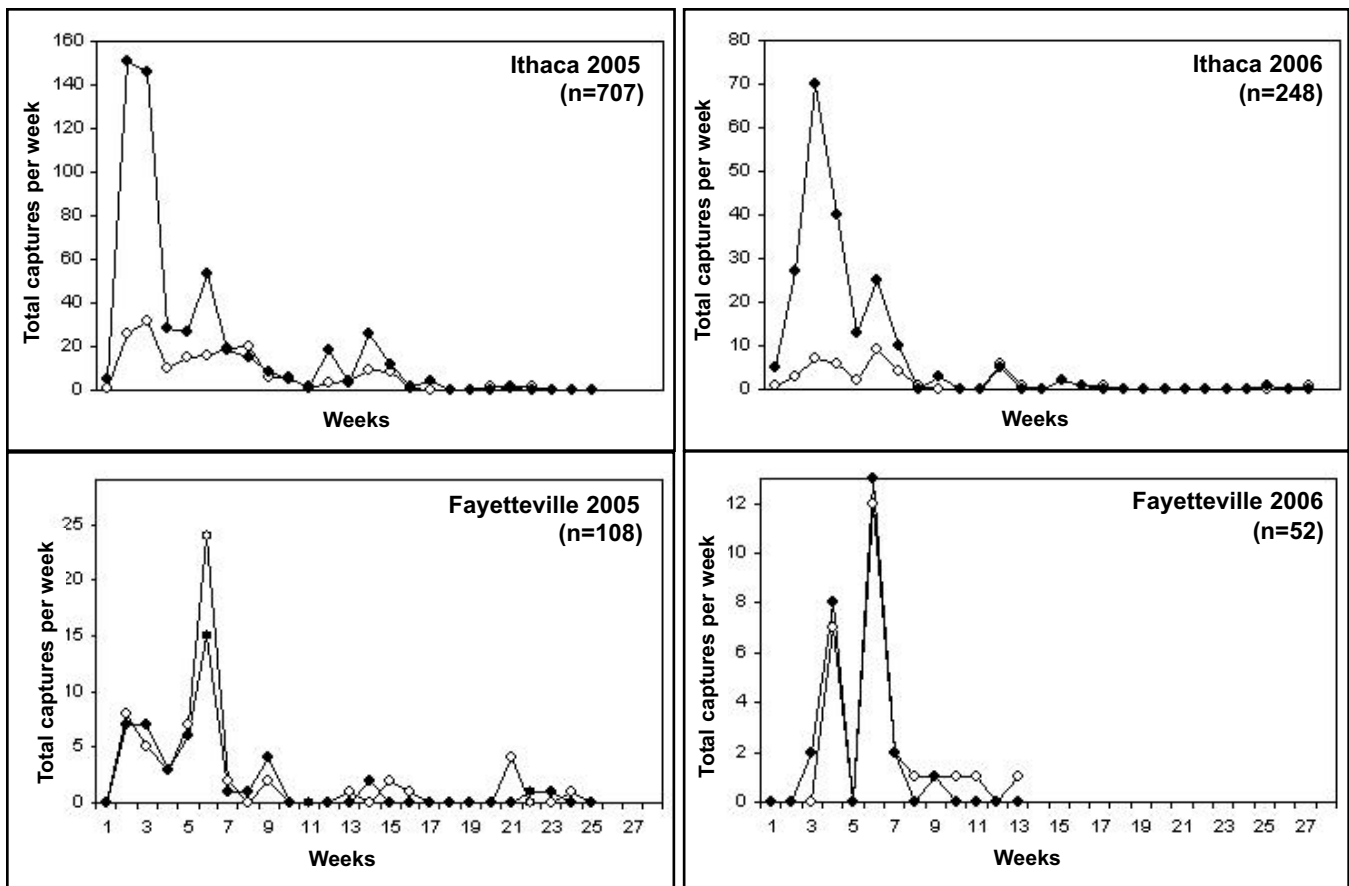 Ithaca 2005
(n=707)
Total captures per week
160
140
120
100
80
60
40
20
0
Weeks
Ithaca 2006
(n=248)
Total captures per week
80
70
60
50
40
30
20
10
0
Weeks
Fayetteville 2005
(n=108)
Total captures per week
25
20
15
10
5
0
1 3 5 7 9 11 13 15 17 19 21 23 25 27
Weeks
Fayetteville 2006
(n=52)
Total captures per week
12
10
8
6
4
2
0
1 3 5 7 9 11 13 15 17 19 21 23 25 27
Weeks